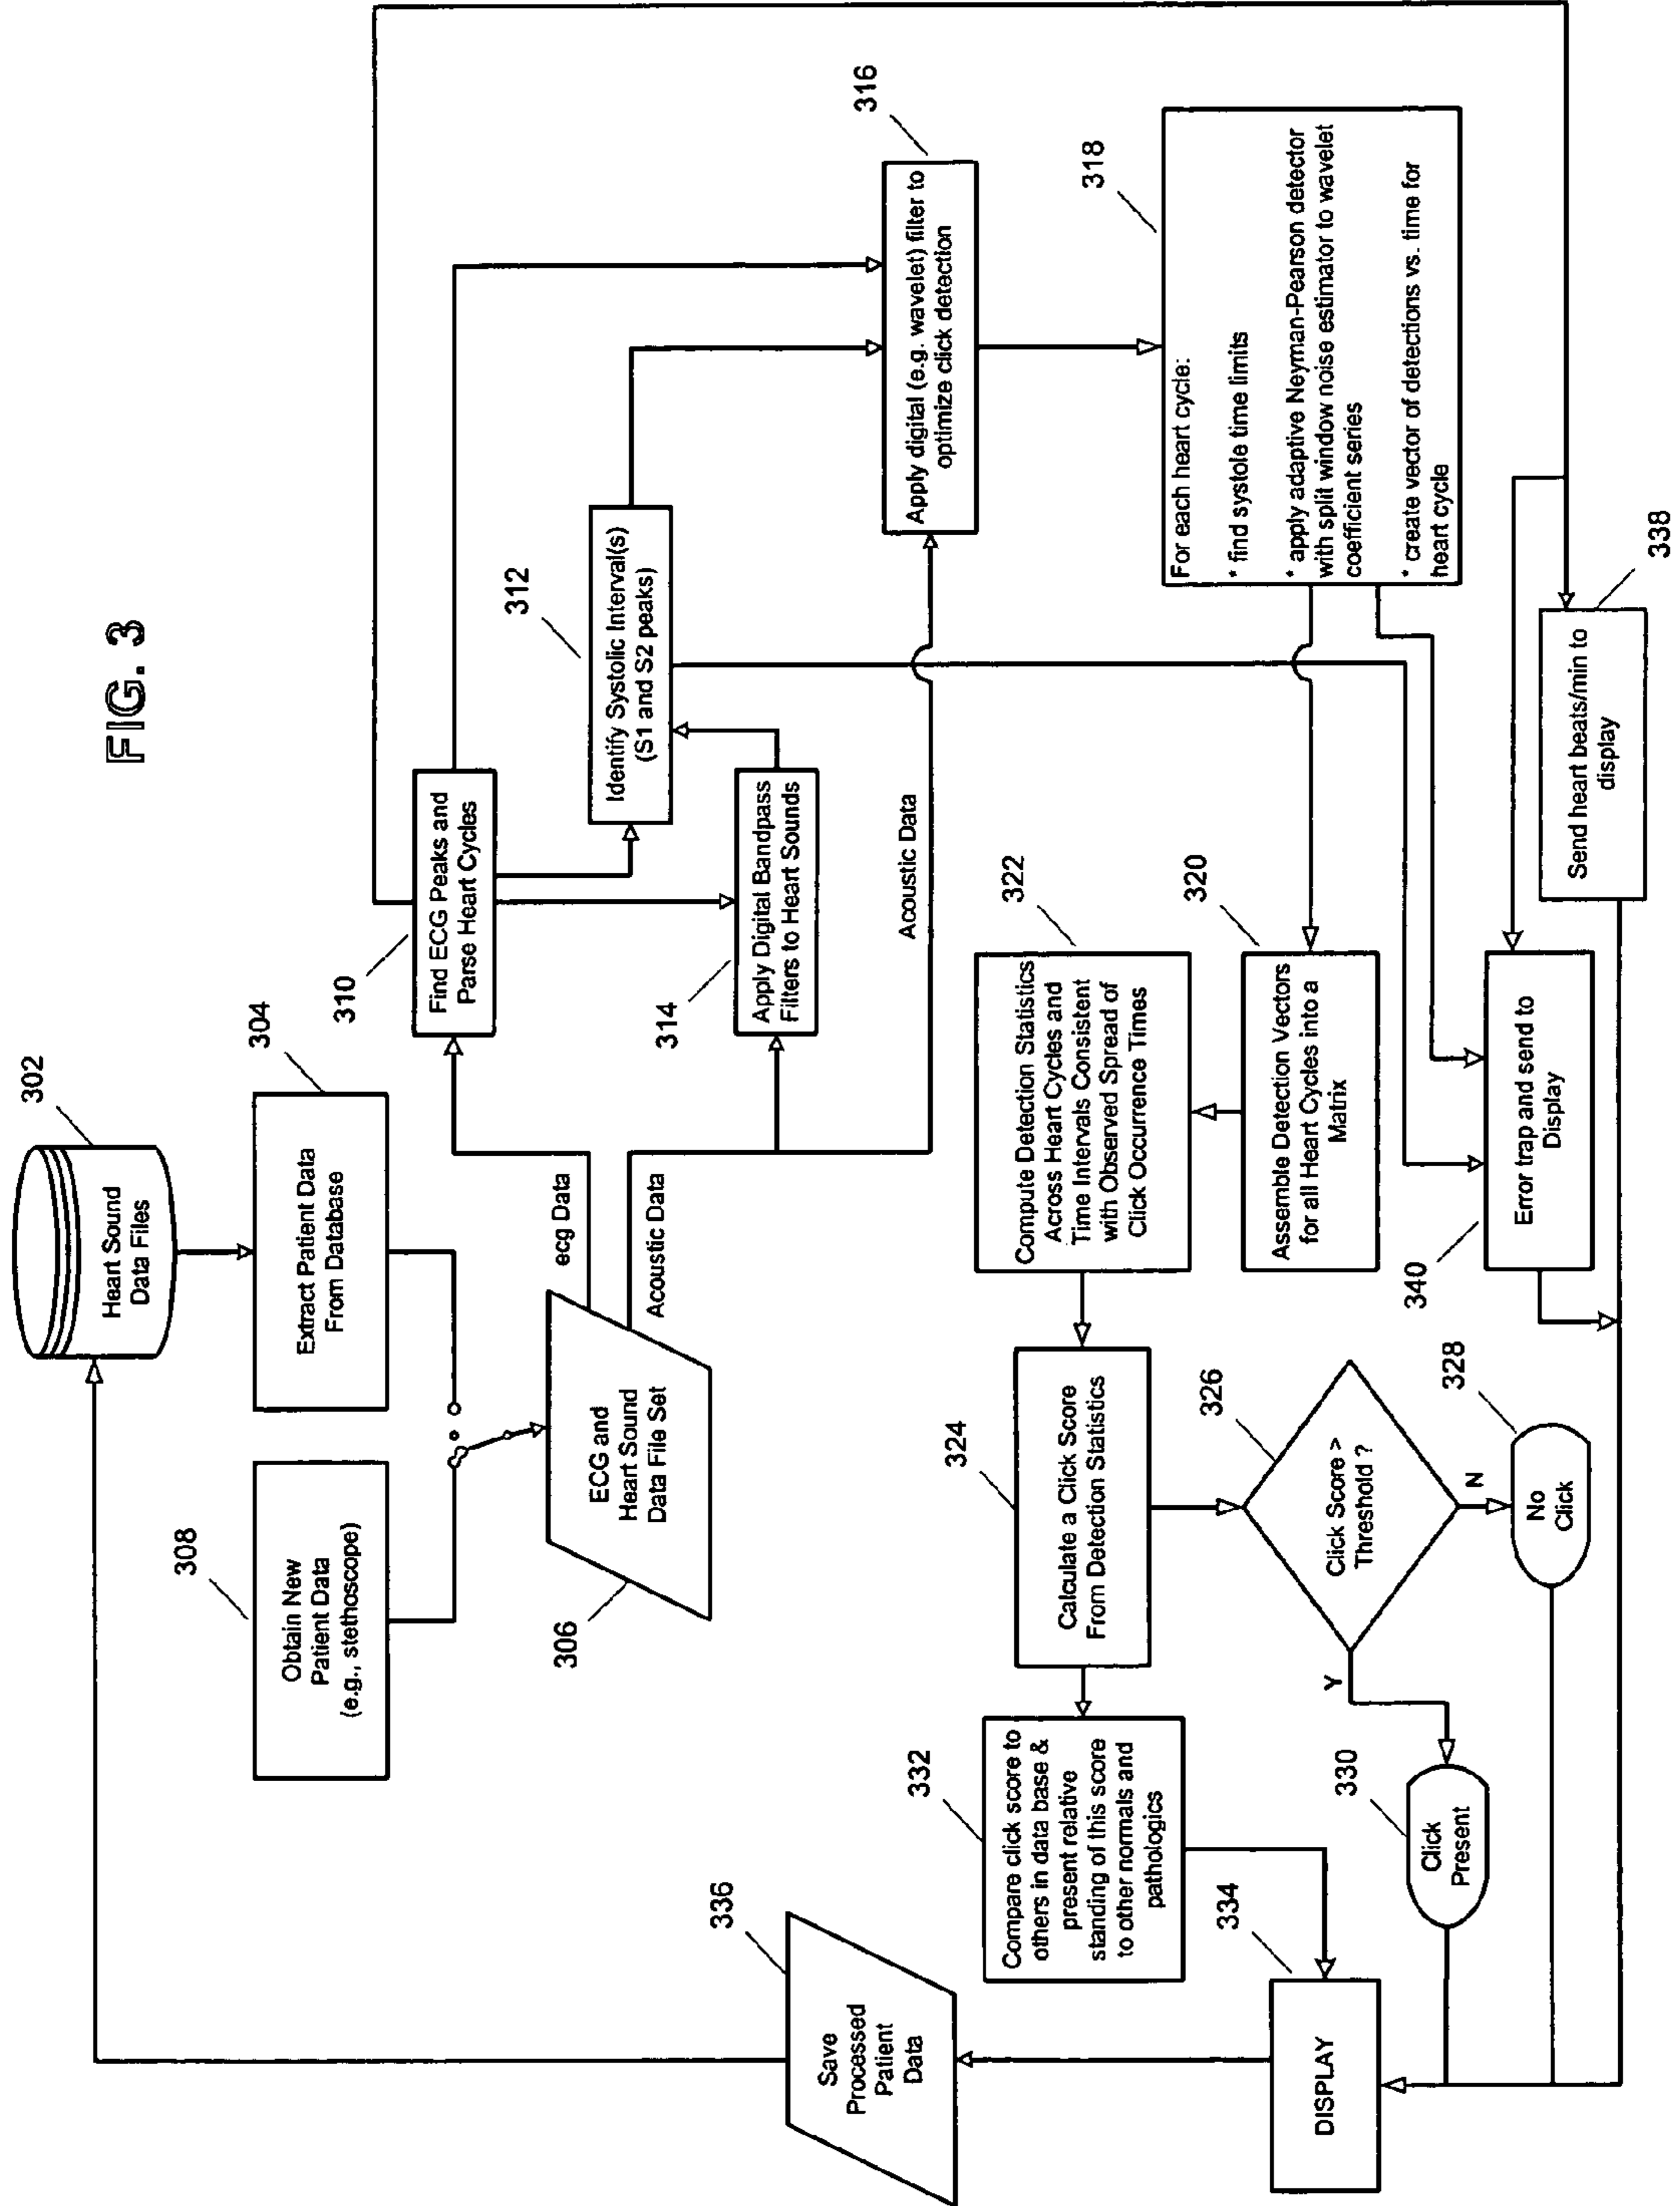 FIG. 3
302
Heart Sound
Data Files
304
Extract Patient Data
From Database
308
Obtain New
Patient Data
(e.g., stethoscope)
306
ECG and
Heart Sound
Data File Set
ecg Data
Acoustic Data
310
Find ECG Peaks and
Parse Heart Cycles
312
Identify Systolic Interval(s)
(S1 and S2 peaks)
314
Apply Digital Bandpass
Filters to Heart Sounds
Acoustic Data
316
Apply digital (e.g. wavelet) filter to
optimize click detection
318
For each heart cycle:
* find systole time limits
* apply adaptive Neyman-Pearson detector
with split window noise estimator to wavelet
coefficient series
* create vector of detections vs. time for
heart cycle
320
Assemble Detection Vectors
for all Heart Cycles into a
Matrix
322
Compute Detection Statistics
Across Heart Cycles and
Time Intervals Consistent
with Observed Spread of
Click Occurrence Times
324
Calculate a Click Score
From Detection Statistics
326
Click Score >
Threshold ?
N
328
No
Click
Y
330
Click
Present
332
Compare click score to
others in data base &
present relative
standing of this score
to other normals and
pathologics
334
DISPLAY
336
Save
Processed
Patient
Data
338
Send heart beats/min to
display
340
Error trap and send to
Display